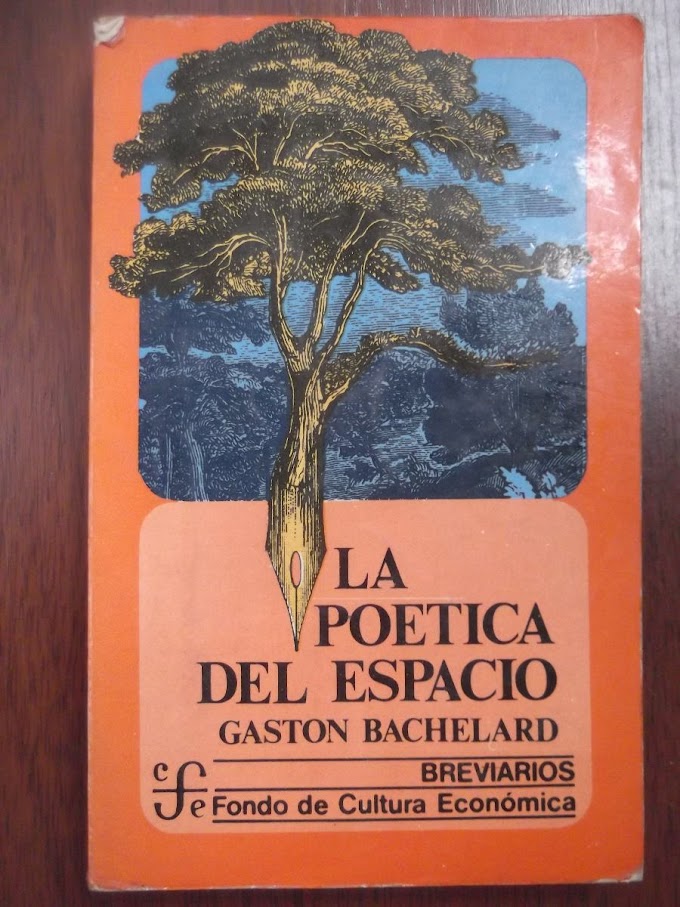 LA
POETICA
DEL ESPACIO
GASTON BACHELARD
BREVIARIOS
cfe Fondo de Cultura Económica